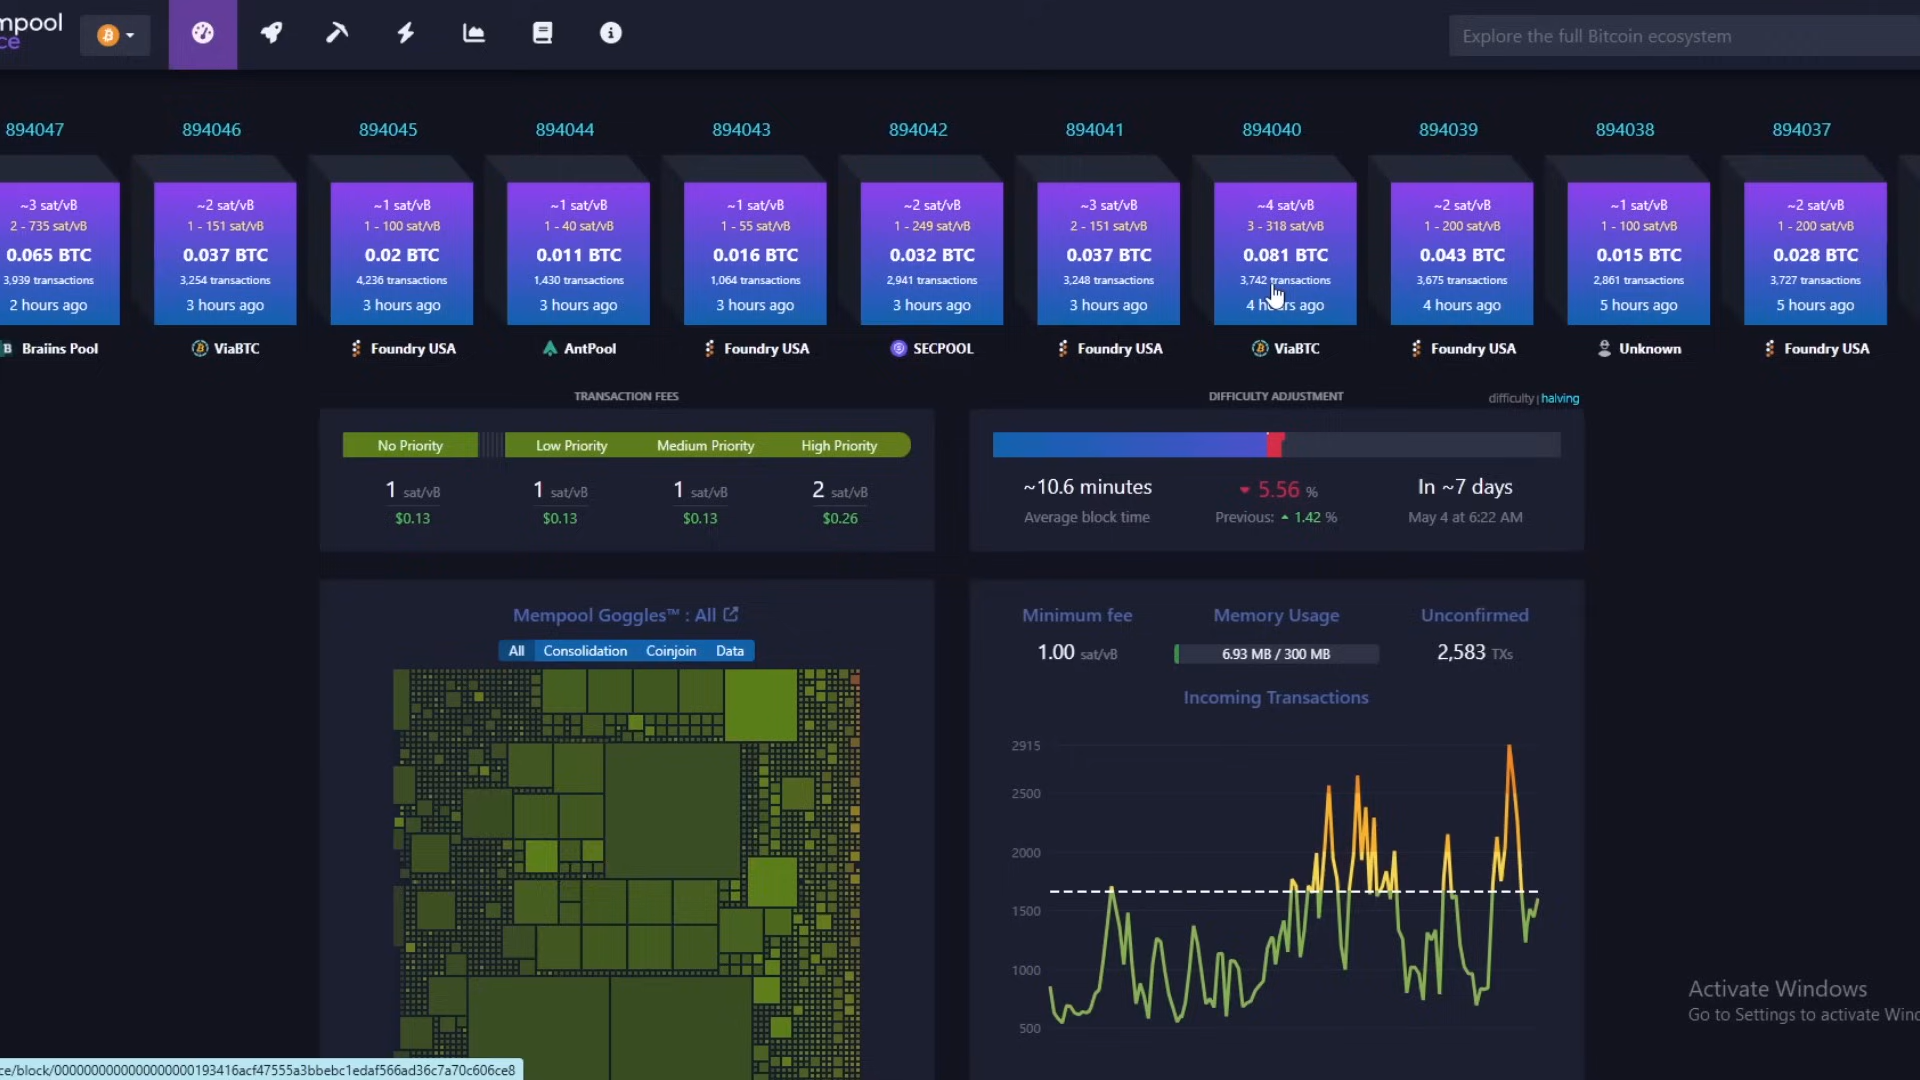 mpool
ce
Explore the full Bitcoin ecosystem
894047 894046 894045 894044 894043 894042 894041 894040 894039 894038 894037
~3 sat/vB ~2 sat/vB ~1 sat/vB ~1 sat/vB ~1 sat/vB ~2 sat/vB ~3 sat/vB ~4 sat/vB ~2 sat/vB ~1 sat/vB ~2 sat/vB
2 - 735 sat/vB 1 - 151 sat/vB 1 - 100 sat/vB 1 - 40 sat/vB 1 - 55 sat/vB 1 - 249 sat/vB 2 - 151 sat/vB 3 - 318 sat/vB 1 - 200 sat/vB 1 - 100 sat/vB 1 - 200 sat/vB
0.065 BTC 0.037 BTC 0.02 BTC 0.011 BTC 0.016 BTC 0.032 BTC 0.037 BTC 0.081 BTC 0.043 BTC 0.015 BTC 0.028 BTC
3,939 transactions 3,254 transactions 4,236 transactions 1,430 transactions 1,064 transactions 2,941 transactions 3,248 transactions 3,742 transactions 3,675 transactions 2,861 transactions 3,727 transactions
2 hours ago 3 hours ago 3 hours ago 3 hours ago 3 hours ago 3 hours ago 3 hours ago 4 hours ago 4 hours ago 5 hours ago 5 hours ago
B Braiins Pool ViaBTC Foundry USA AntPool Foundry USA SECPOOL Foundry USA ViaBTC Foundry USA Unknown Foundry USA
TRANSACTION FEES DIFFICULTY ADJUSTMENT difficulty | halving
No Priority Low Priority Medium Priority High Priority
1 sat/vB 1 sat/vB 1 sat/vB 2 sat/vB ~10.6 minutes 5.56 % In ~7 days
$0.13 $0.13 $0.13 $0.26 Average block time Previous: 1.42 % May 4 at 6:22 AM
Mempool Goggles™ : All Minimum fee Memory Usage Unconfirmed
All Consolidation Coinjoin Data 1.00 sat/vB 6.93 MB / 300 MB 2,583 TXs
Incoming Transactions
2915
2500
2000
1500
1000
500
Activate Windows
Go to Settings to activate Wind
ce/block/0000000000000000000193416acf47555a3bbebc1edaf566ad36c7a70c606ce8